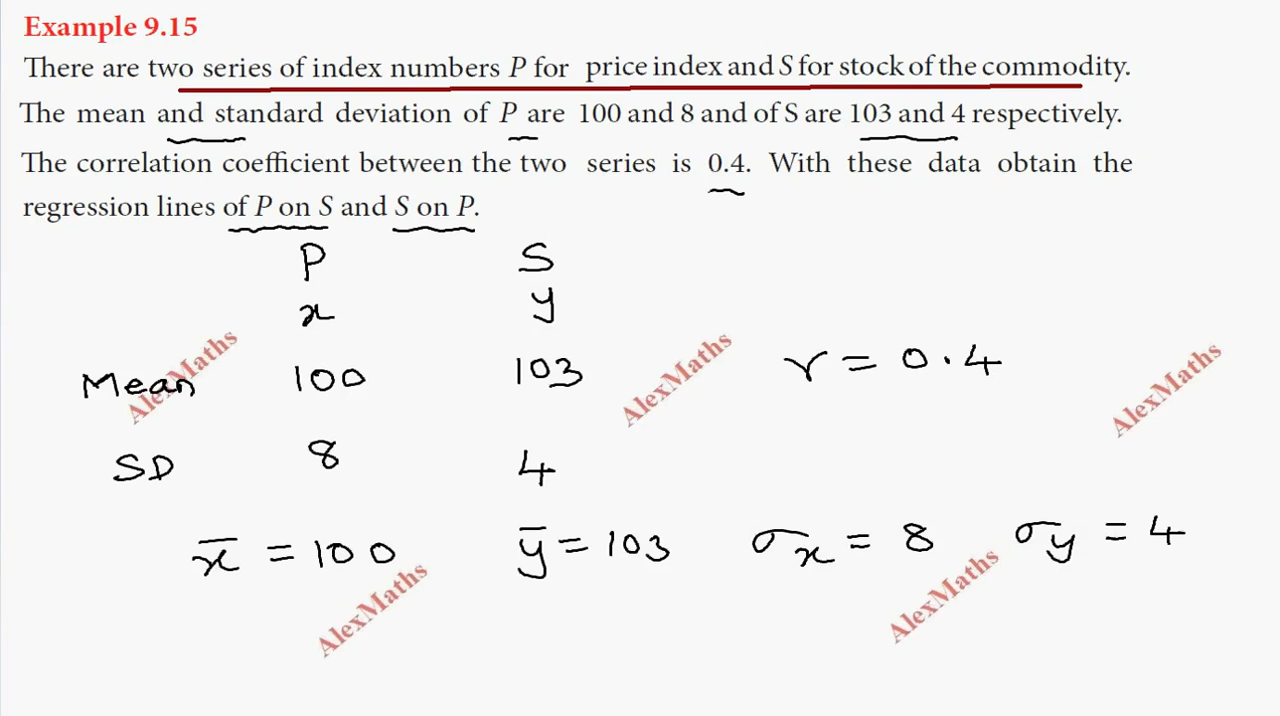 Example 9.15
There are two series of index numbers P for price index and S for stock of the commodity.
The mean and standard deviation of P are 100 and 8 and of S are 103 and 4 respectively.
The correlation coefficient between the two series is 0.4. With these data obtain the
regression lines of P on S and S on P.
P S
x y
Mean 100 103 r = 0.4
SD 8 4
x̄ = 100 ȳ = 103 σx = 8 σy = 4
AlexMaths
AlexMaths
AlexMaths
AlexMaths
AlexMaths